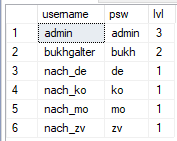 username psw lvl
1 admin admin 3
2 bukhgalter bukh 2
3 nach_de de 1
4 nach_ko ko 1
5 nach_mo mo 1
6 nach_zv zv 1